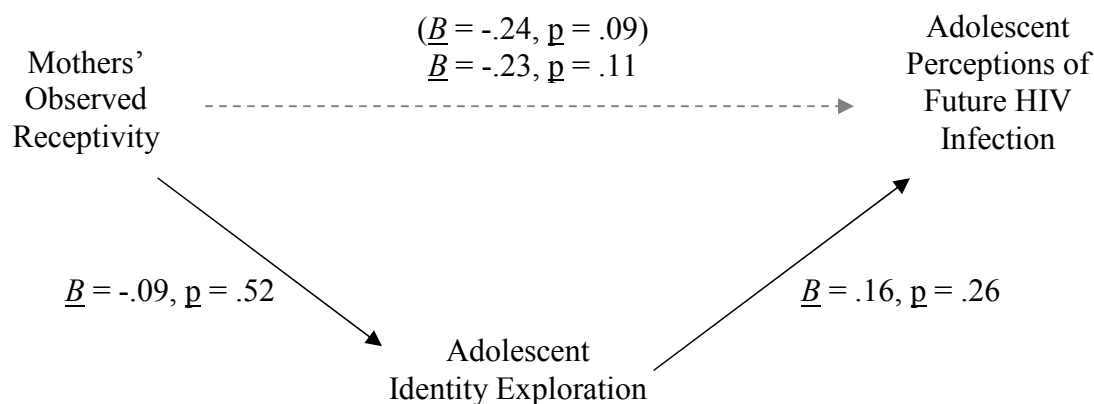 Mothers’
Observed
Receptivity
(B = -.24, p = .09)
B = -.23, p = .11
Adolescent
Perceptions of
Future HIV
Infection
B = -.09, p = .52
B = .16, p = .26
Adolescent
Identity Exploration